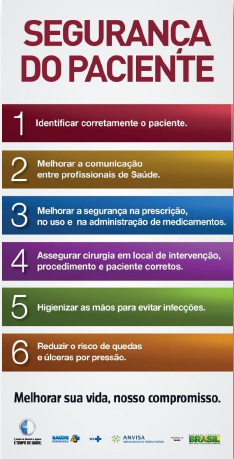 SEGURANÇA
DO PACIENTE
1 Identificar corretamente o paciente.
2 Melhorar a comunicação
entre profissionais de Saúde.
3 Melhorar a segurança na prescrição,
no uso e na administração de medicamentos.
4 Assegurar cirurgia em local de intervenção,
procedimento e paciente corretos.
5 Higienizar as mãos para evitar infecções.
6 Reduzir o risco de quedas
e úlceras por pressão.
Melhorar sua vida, nosso compromisso.
É TEMPO DE SAÚDE.
SAÚDE
ANVISA
BRASIL